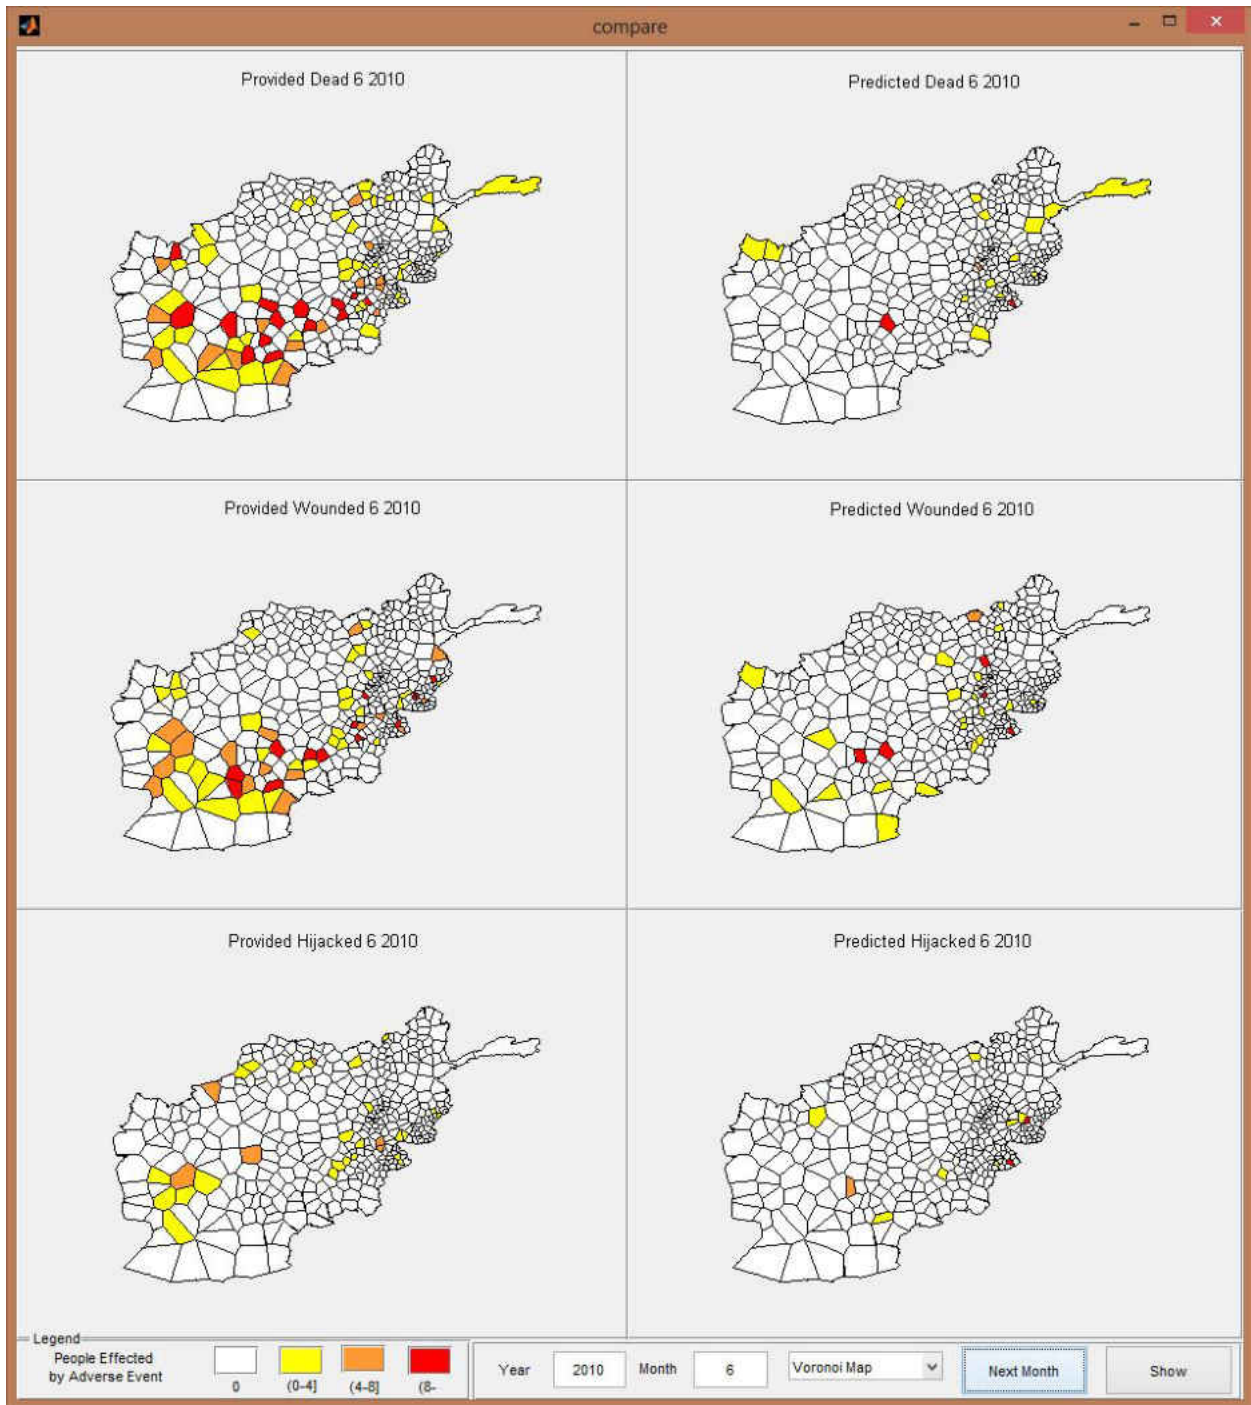 compare
Provided Dead 6 2010
Predicted Dead 6 2010
Provided Wounded 6 2010
Predicted Wounded 6 2010
Provided Hijacked 6 2010
Predicted Hijacked 6 2010
Legend
People Effected
by Adverse Event
0
(0-4]
(4-8]
(8-
Year
2010
Month
6
Voronoi Map
Next Month
Show